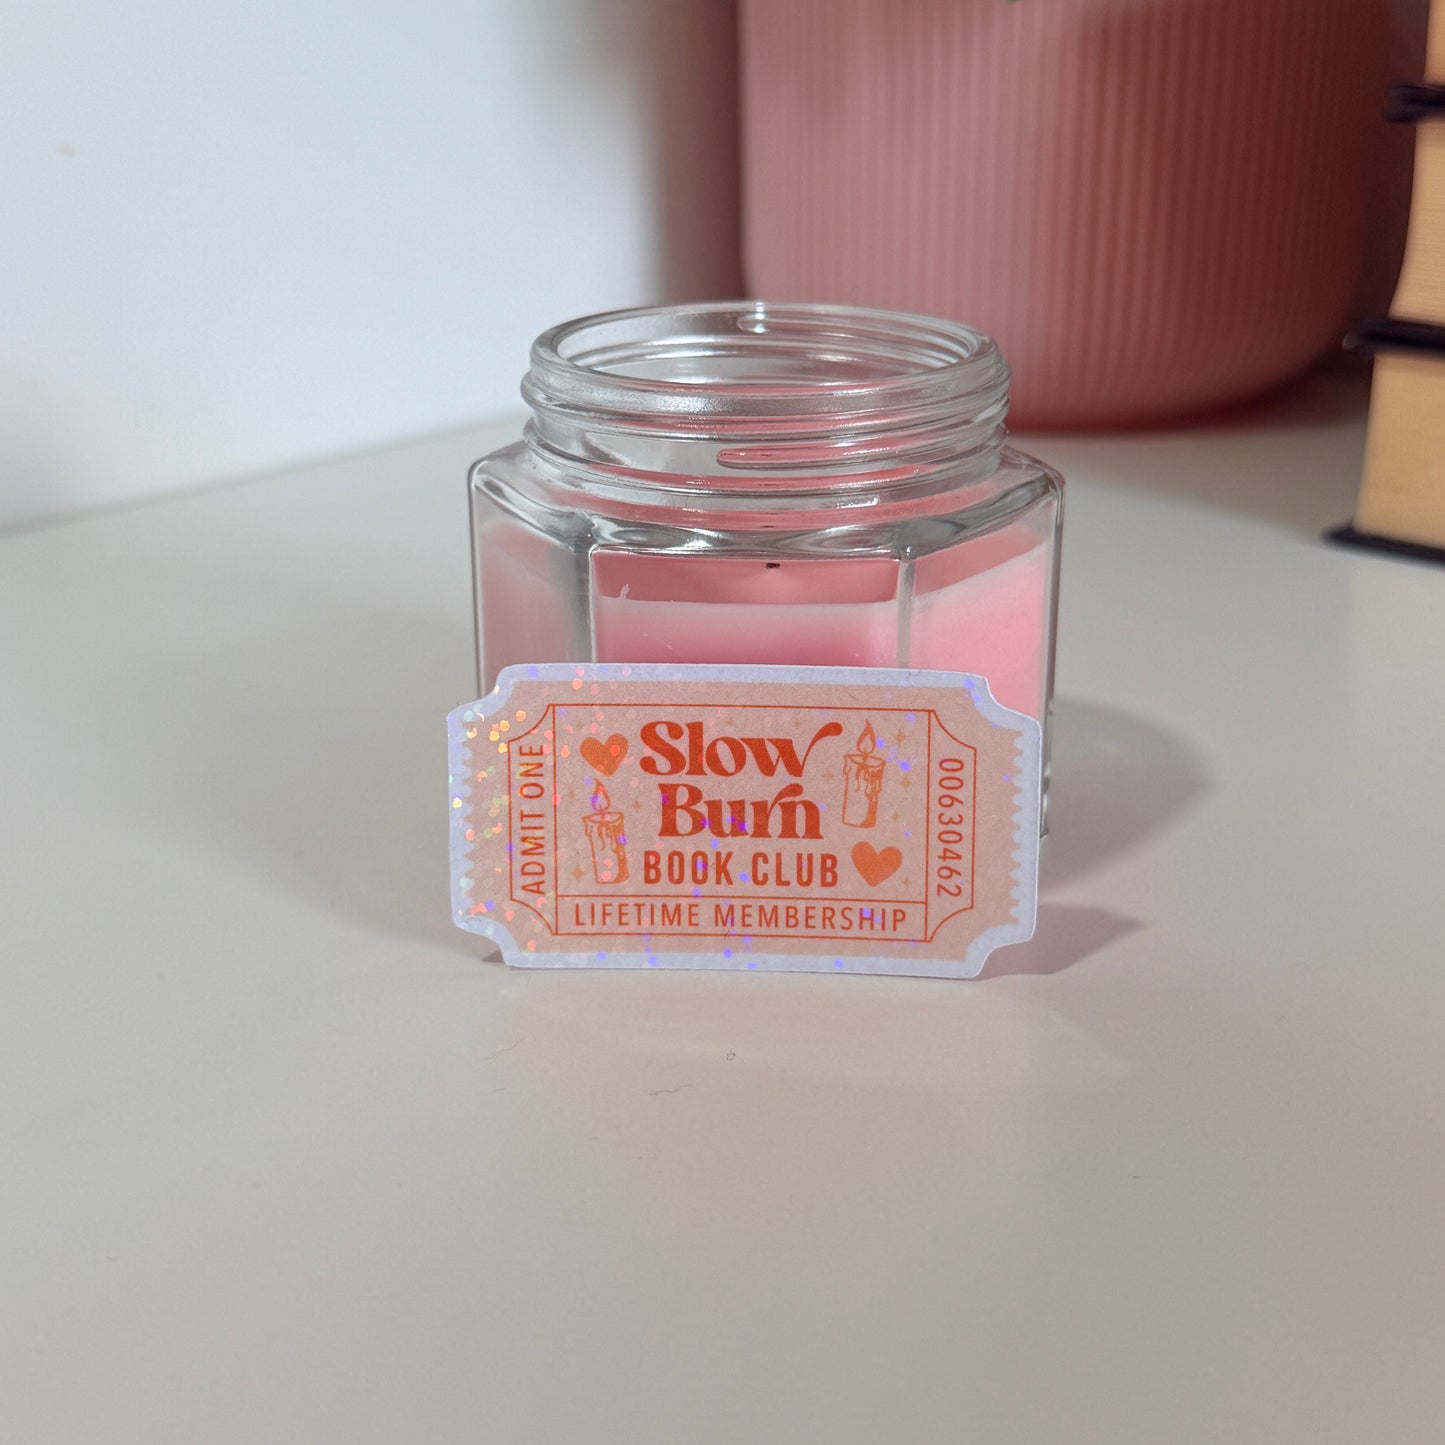 ADMIT ONE
Slow
Burn
BOOK CLUB
LIFETIME MEMBERSHIP
00630462